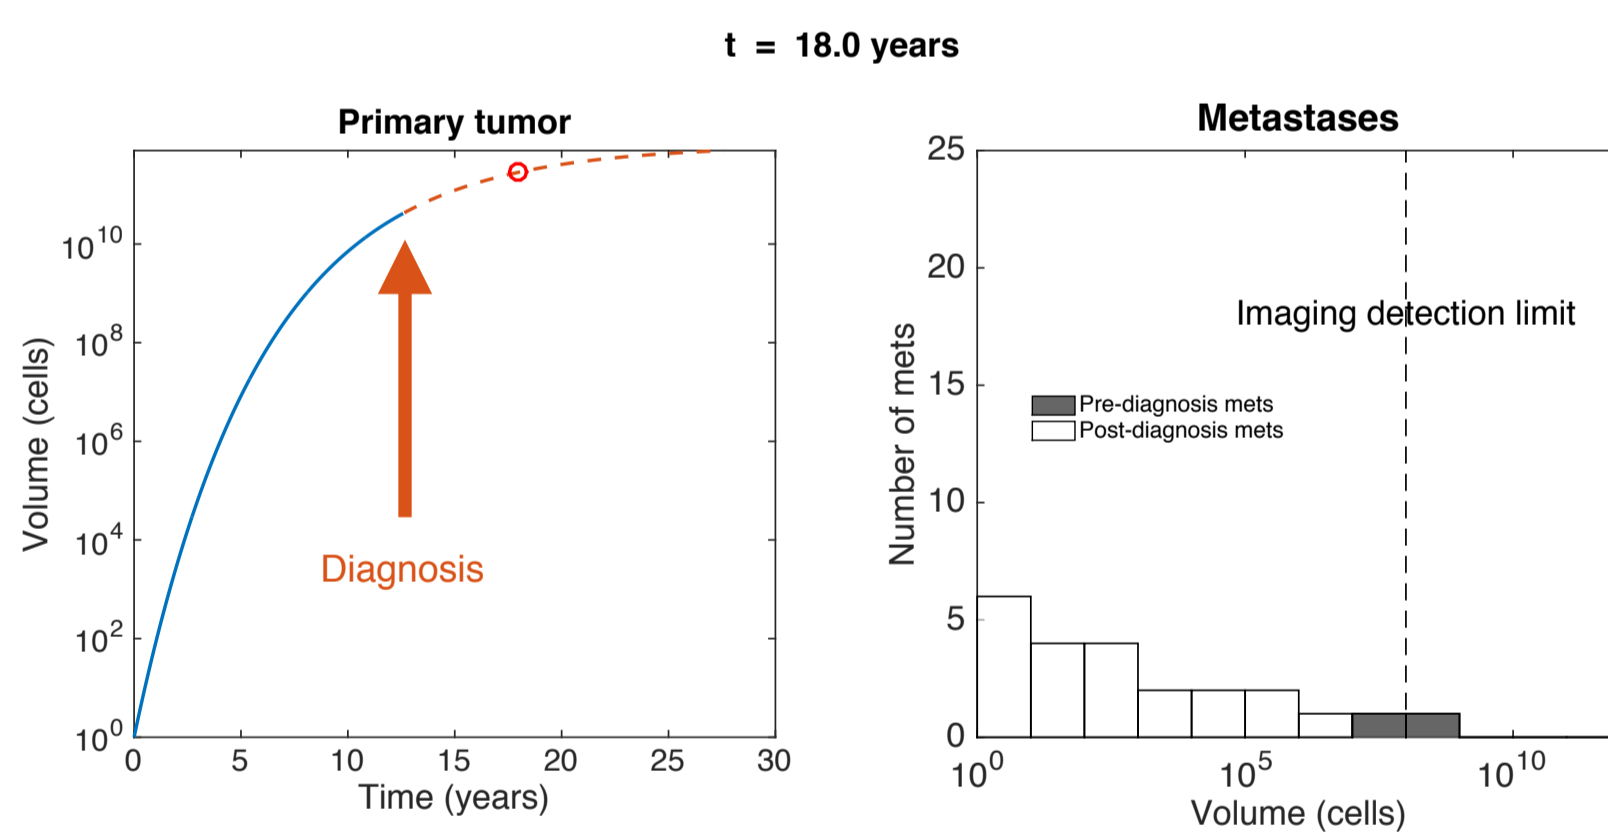 t = 18.0 years
Primary tumor
Volume (cells)
10^10
10^8
10^6
10^4
10^2
10^0
Diagnosis
0 5 10 15 20 25 30
Time (years)
Metastases
Number of mets
25
20
15
10
5
0
Imaging detection limit
Pre-diagnosis mets
Post-diagnosis mets
10^0 10^5 10^10
Volume (cells)